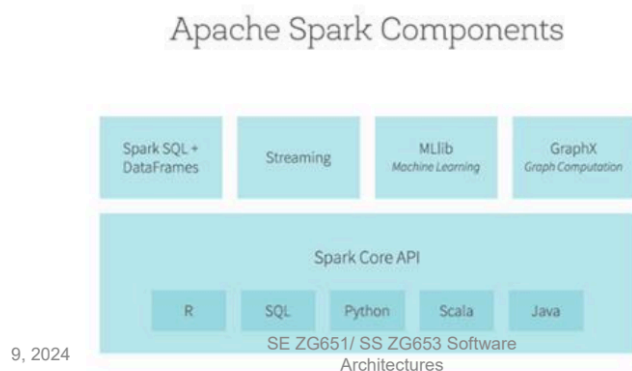 Apache Spark Components
Spark SQL +
DataFrames
Streaming
MLlib
Machine Learning
GraphX
Graph Computation
Spark Core API
R
SQL
Python
Scala
Java
9, 2024
SE ZG651/ SS ZG653 Software
Architectures